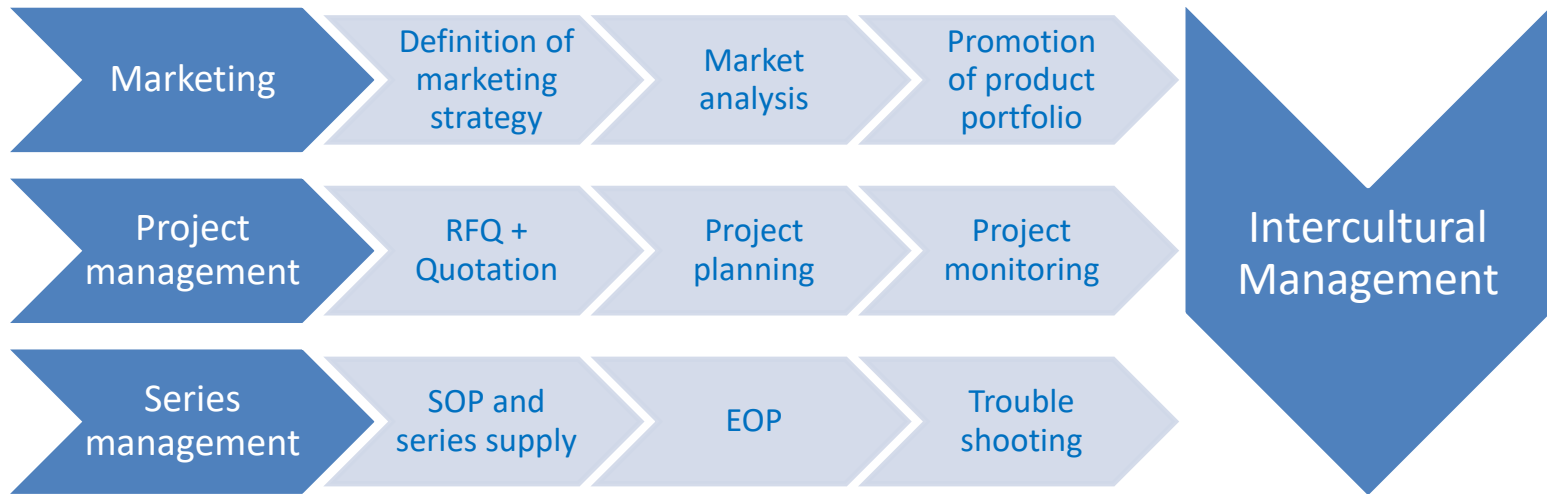 Marketing
Definition of
marketing
strategy
Market
analysis
Promotion
of product
portfolio
Project
management
RFQ +
Quotation
Project
planning
Project
monitoring
Series
management
SOP and
series supply
EOP
Trouble
shooting
Intercultural
Management